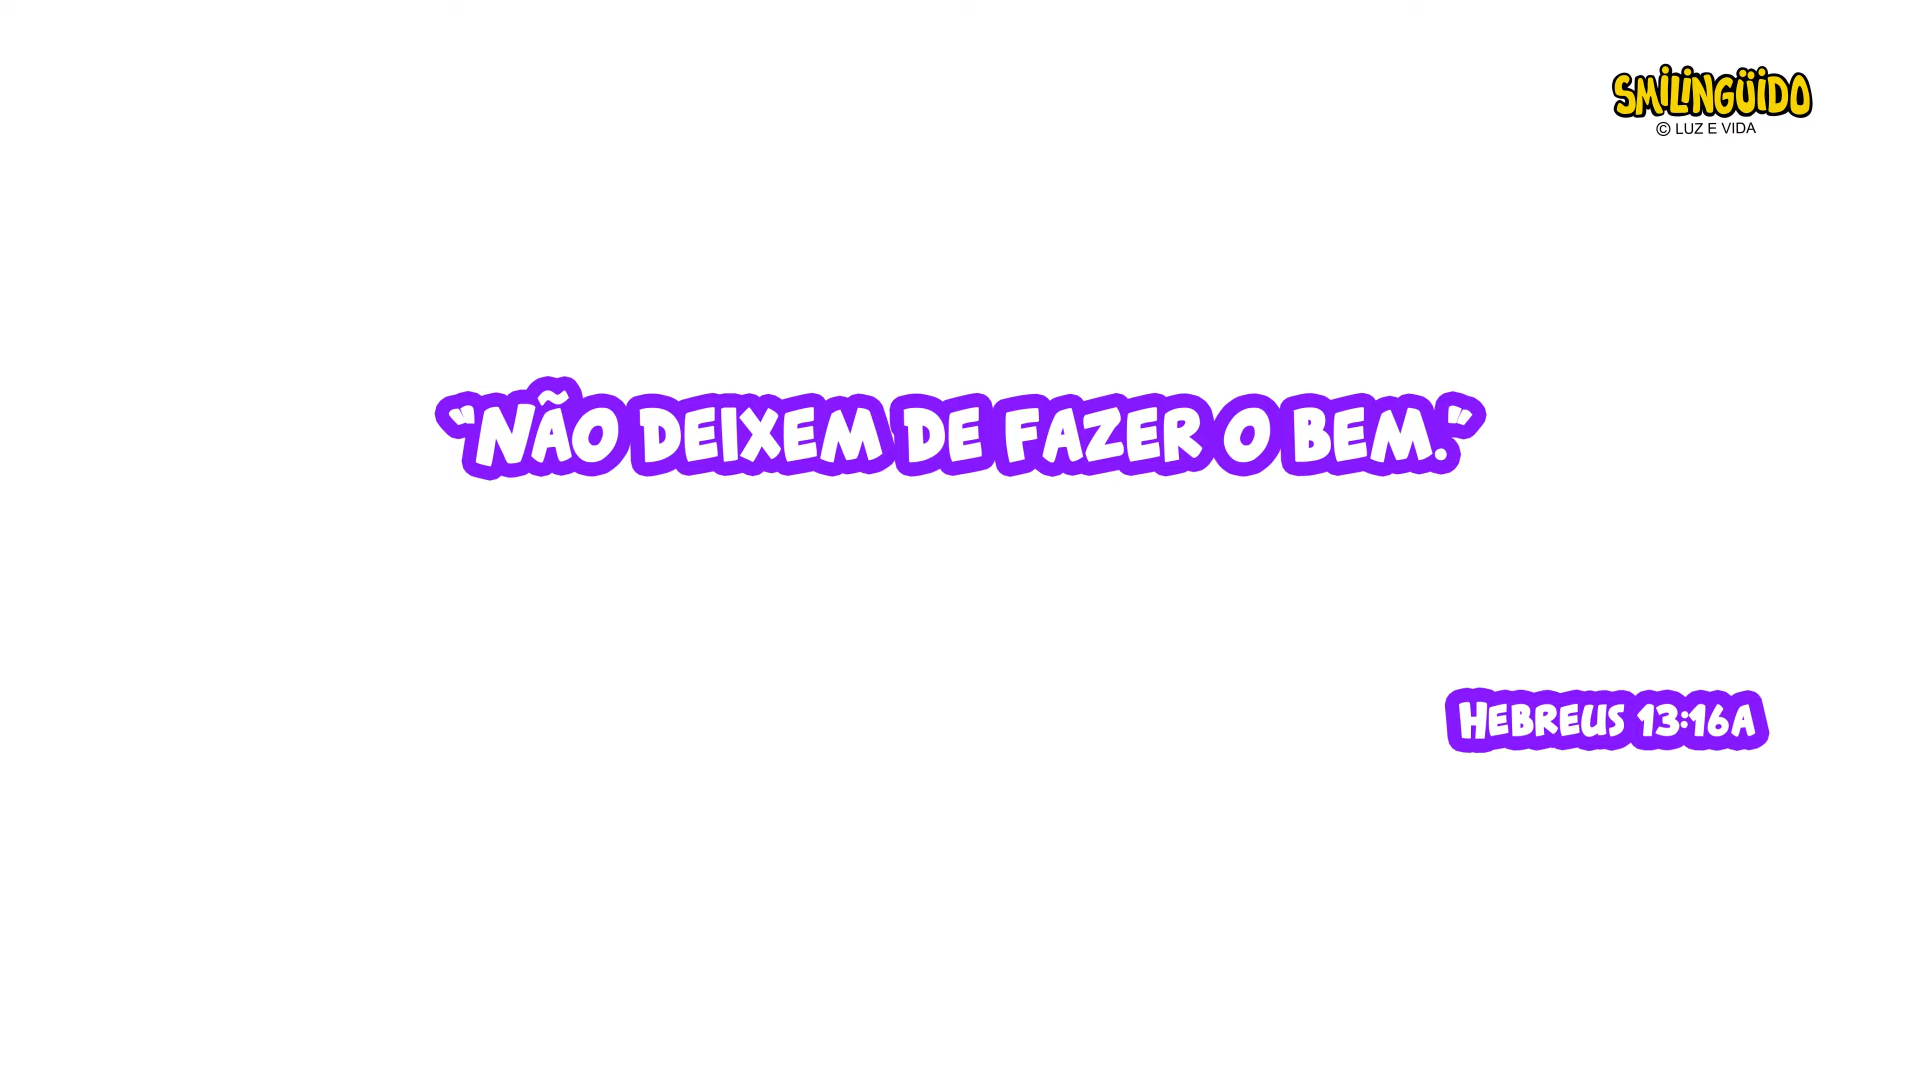 SMILINGÜIDO
© LUZ E VIDA
"NÃO DEIXEM DE FAZER O BEM."
HEBREUS 13:16A